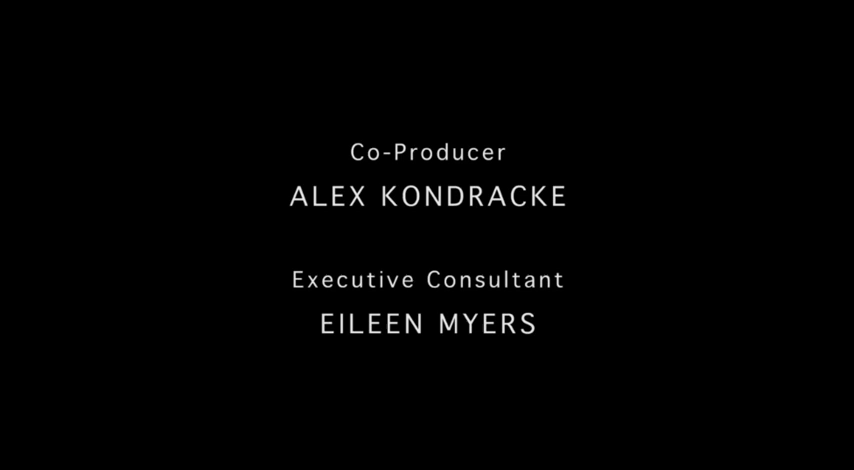 Co-Producer
ALEX KONDRACKE
Executive Consultant
EILEEN MYERS